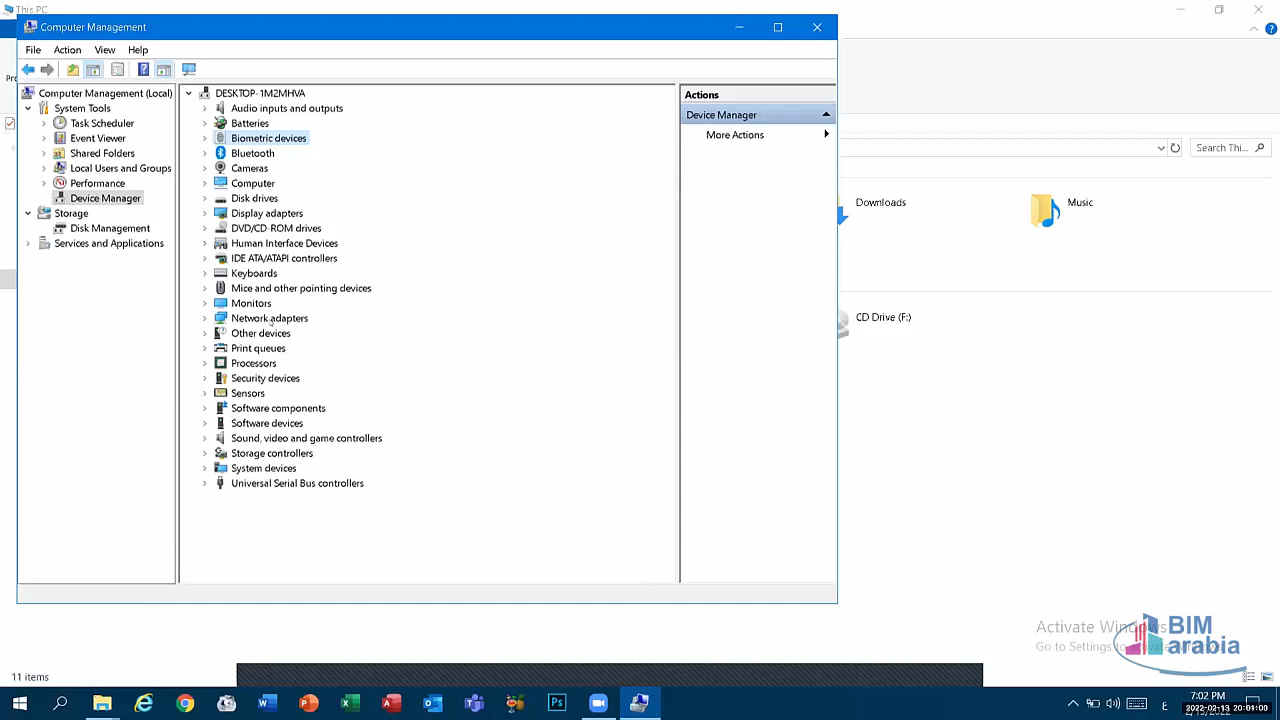 This PC
Computer Management
File Action View Help
Computer Management (Local)
System Tools
Task Scheduler
Event Viewer
Shared Folders
Local Users and Groups
Performance
Device Manager
Storage
Disk Management
Services and Applications
DESKTOP-1M2MHVA
Audio inputs and outputs
Batteries
Biometric devices
Bluetooth
Cameras
Computer
Disk drives
Display adapters
DVD/CD-ROM drives
Human Interface Devices
IDE ATA/ATAPI controllers
Keyboards
Mice and other pointing devices
Monitors
Network adapters
Other devices
Print queues
Processors
Security devices
Sensors
Software components
Software devices
Sound, video and game controllers
Storage controllers
System devices
Universal Serial Bus controllers
Actions
Device Manager
More Actions
Search Thi...
Downloads
Music
CD Drive (F:)
Activate Windows
Go to Settings to activate
BIM
arabia
11 items
7:02 PM
2022-02-13 20:04:00
ع